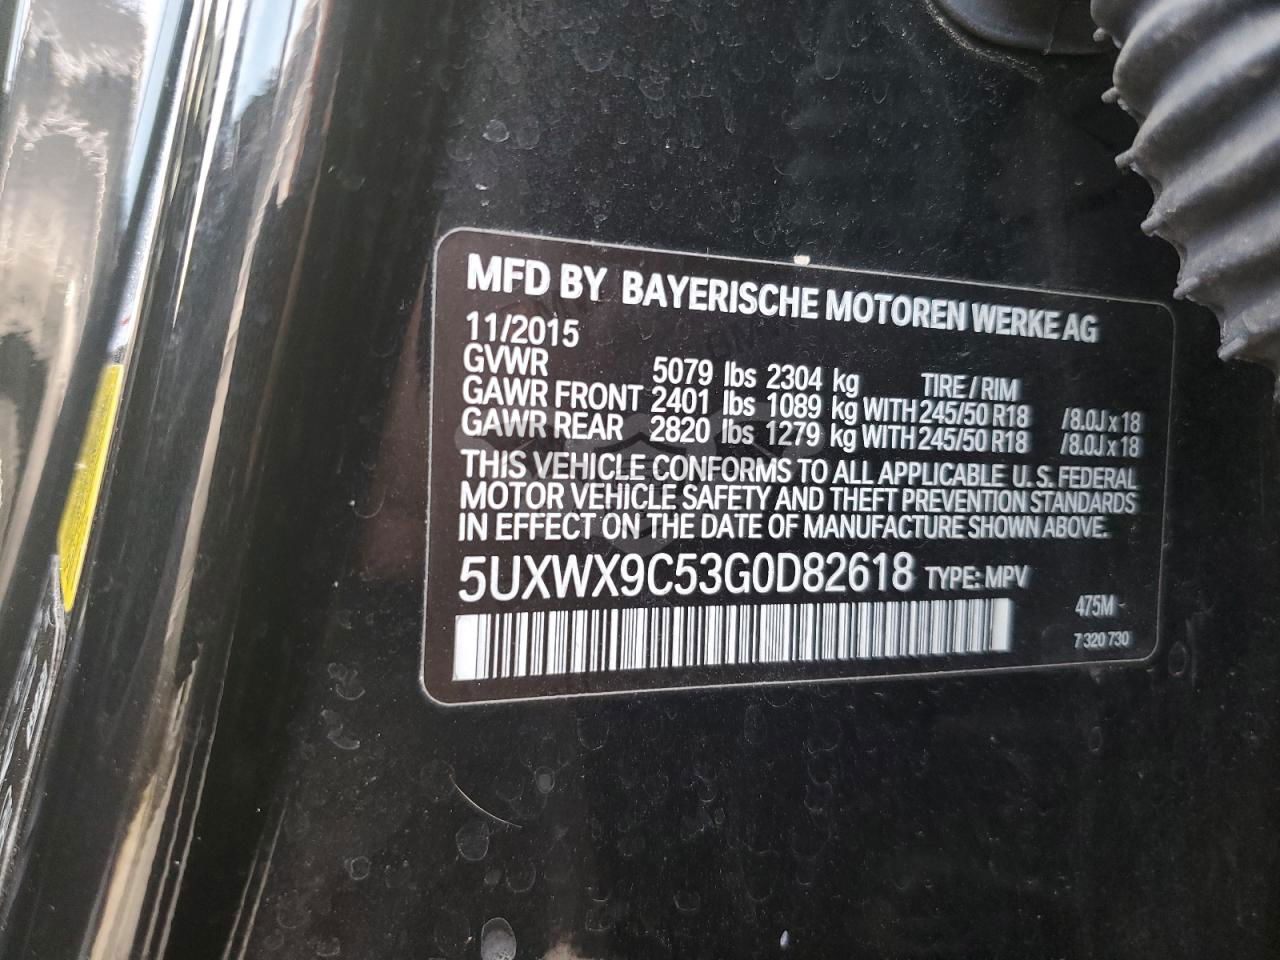 MFD BY BAYERISCHE MOTOREN WERKE AG
11/2015
GVWR 5079 lbs 2304 kg TIRE / RIM
GAWR FRONT 2401 lbs 1089 kg WITH 245/50 R18 /8.0J x 18
GAWR REAR 2820 lbs 1279 kg WITH 245/50 R18 /8.0J x 18
THIS VEHICLE CONFORMS TO ALL APPLICABLE U.S. FEDERAL
MOTOR VEHICLE SAFETY AND THEFT PREVENTION STANDARDS
IN EFFECT ON THE DATE OF MANUFACTURE SHOWN ABOVE.
5UXWX9C53G0D82618 TYPE: MPV
475M -
7 320 730